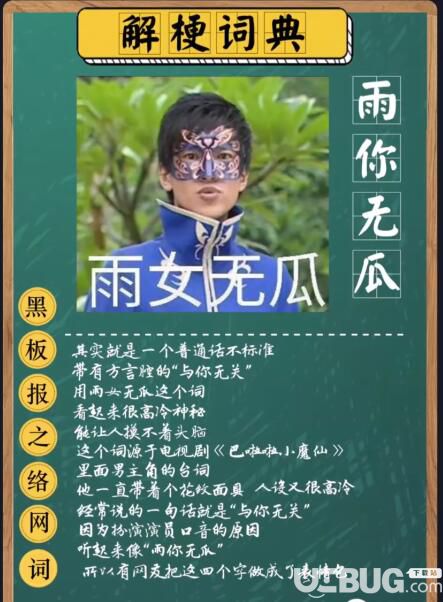 解梗词典
雨你无瓜
雨女无瓜
黑板报之络网词
其实就是一个普通话不标准
带有方言腔的“与你无关”
用雨女无瓜这个词
看起来很高冷神秘
能让人摸不着头脑
这个词源于电视剧《巴啦啦小魔仙》
里面男主角的台词
他一直带着个花纹面具 人设又很高冷
经常说的一句话就是“与你无关”
因为扮演演员口音的原因
听起来像“雨你无瓜”
所以有网友把这四个字做成了表情包
下载站
UZBUG.COM